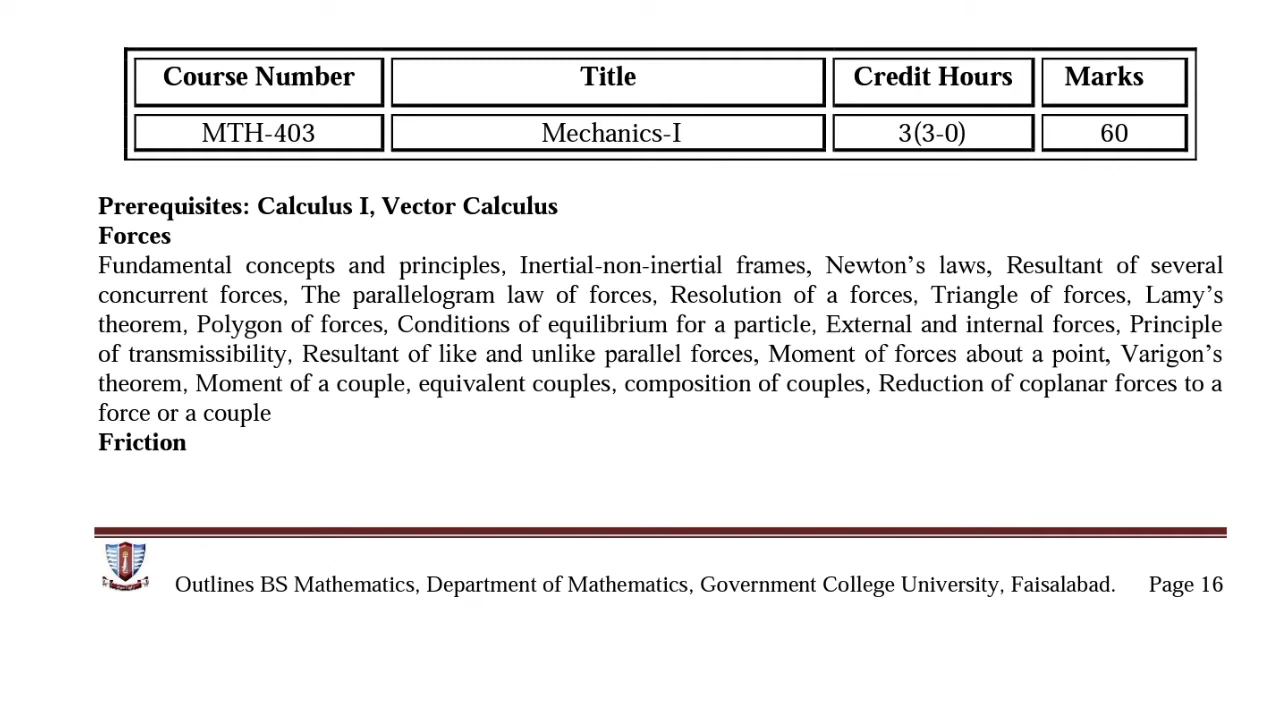 Course Number Title Credit Hours Marks
MTH-403 Mechanics-I 3(3-0) 60
Prerequisites: Calculus I, Vector Calculus
Forces
Fundamental concepts and principles, Inertial-non-inertial frames, Newton’s laws, Resultant of several
concurrent forces, The parallelogram law of forces, Resolution of a forces, Triangle of forces, Lamy’s
theorem, Polygon of forces, Conditions of equilibrium for a particle, External and internal forces, Principle
of transmissibility, Resultant of like and unlike parallel forces, Moment of forces about a point, Varigon’s
theorem, Moment of a couple, equivalent couples, composition of couples, Reduction of coplanar forces to a
force or a couple
Friction
Outlines BS Mathematics, Department of Mathematics, Government College University, Faisalabad. Page 16